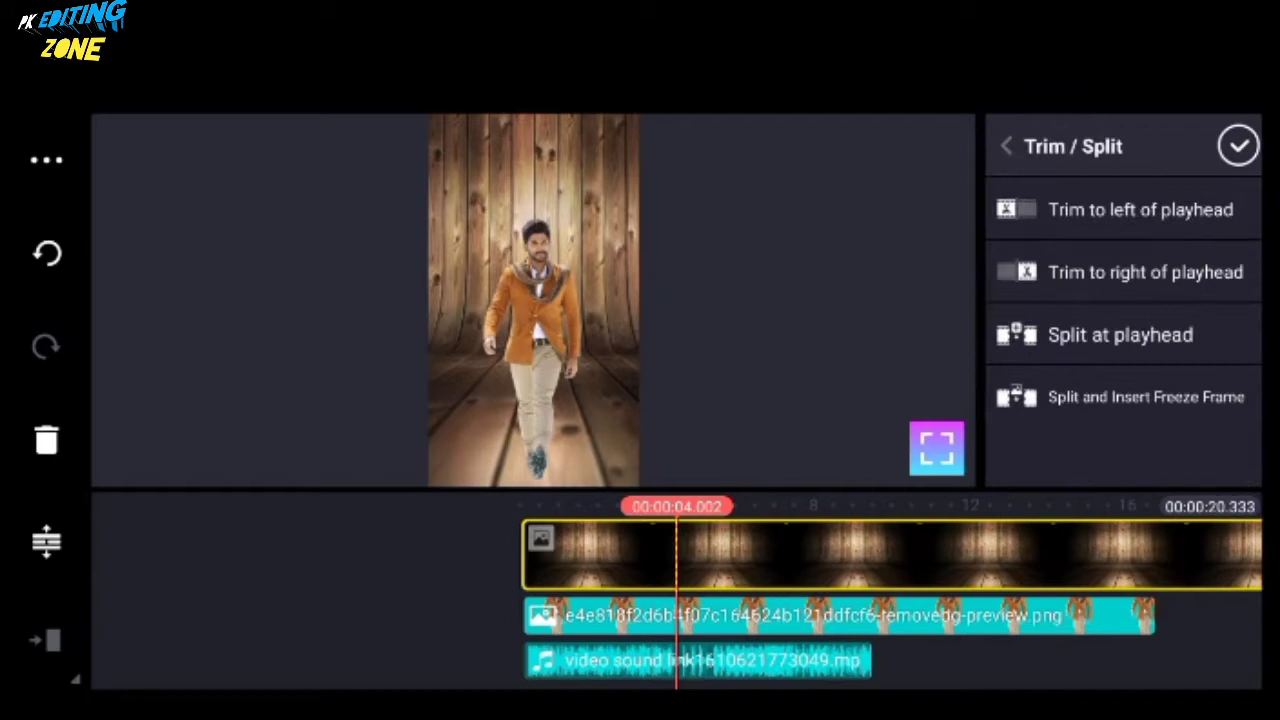 PK EDITING
ZONE
Trim / Split
Trim to left of playhead
Trim to right of playhead
Split at playhead
Split and Insert Freeze Frame
00:00:04.002
8
12
16
00:00:20.333
e4e818f2d6b4f07c164624b121ddfcf6-removebg-preview.png
video sound link1610621773049.mp